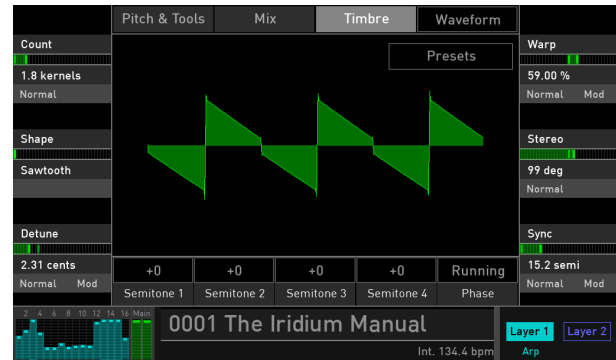 Pitch & Tools Mix Timbre Waveform
Presets
Count
1.8 kernels
Normal
Shape
Sawtooth
Detune
2.31 cents
Normal Mod
Warp
59.00 %
Normal Mod
Stereo
99 deg
Normal
Sync
15.2 semi
Normal Mod
+0 +0 +0 +0 Running
Semitone 1 Semitone 2 Semitone 3 Semitone 4 Phase
2 4 6 8 10 12 14 16 Main
0001 The Iridium Manual
Int. 134.4 bpm
Layer 1 Layer 2
Arp